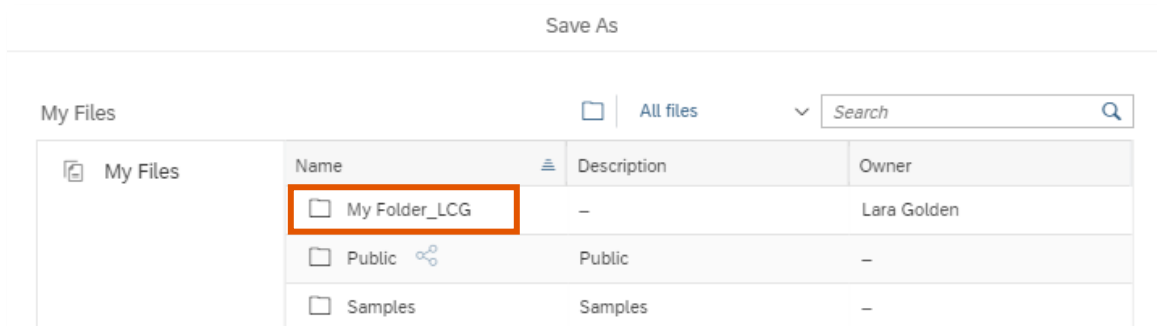 Save As
My Files All files Search
My Files Name Description Owner
My Folder_LCG – Lara Golden
Public Public –
Samples Samples –